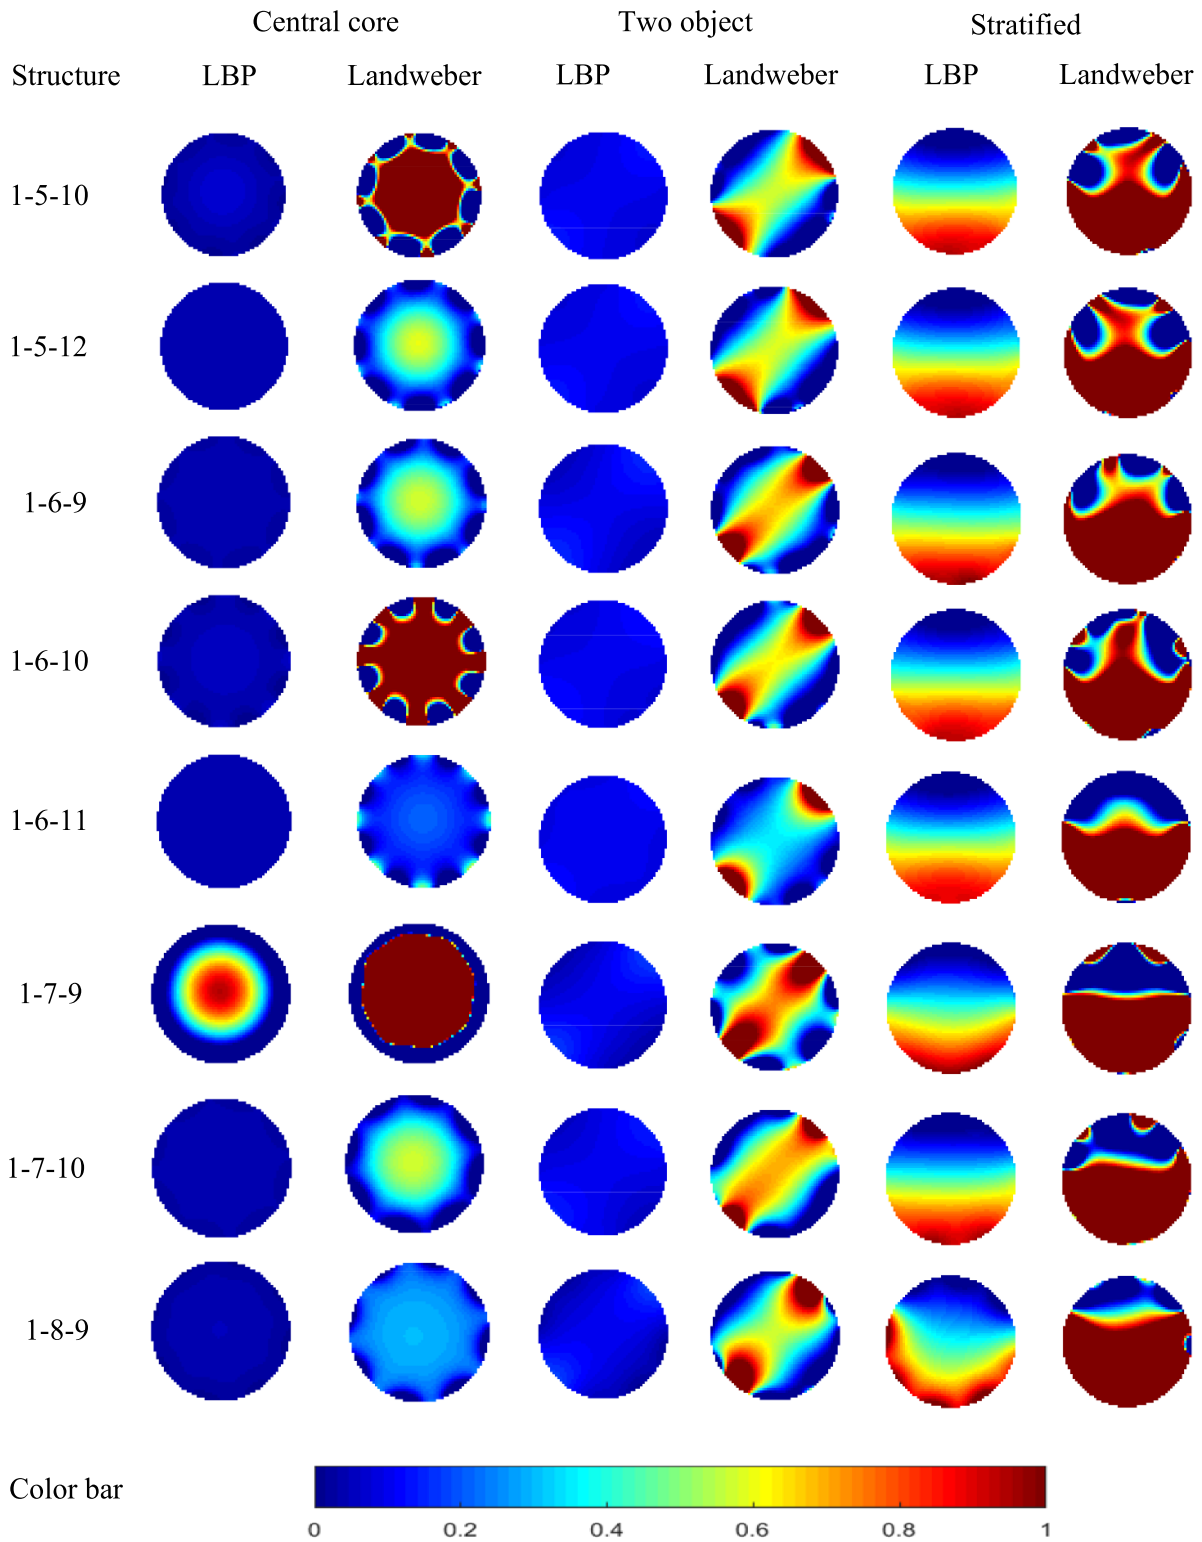 Central core Two object Stratified
Structure LBP Landweber LBP Landweber LBP Landweber
1-5-10
1-5-12
1-6-9
1-6-10
1-6-11
1-7-9
1-7-10
1-8-9
Color bar
0 0.2 0.4 0.6 0.8 1